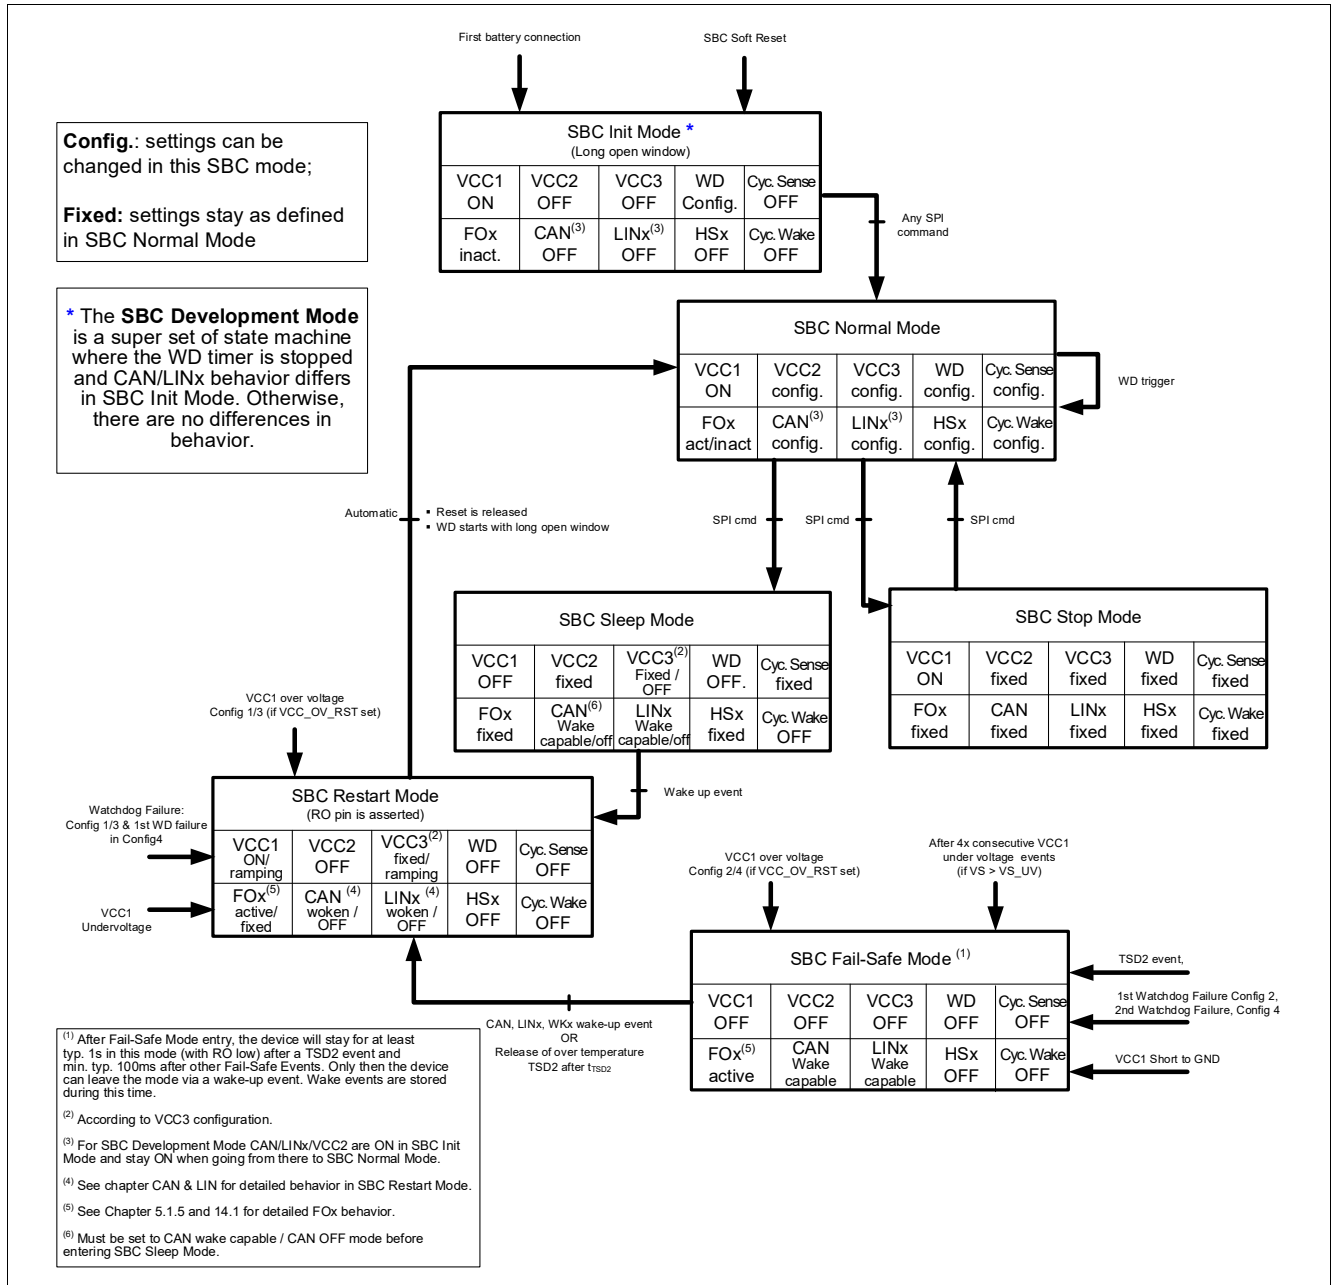 First battery connection
SBC Soft Reset
Config.: settings can be
changed in this SBC mode;
Fixed: settings stay as defined
in SBC Normal Mode
* The SBC Development Mode
is a super set of state machine
where the WD timer is stopped
and CAN/LINx behavior differs
in SBC Init Mode. Otherwise,
there are no differences in
behavior.
SBC Init Mode *
(Long open window)
VCC1 VCC2 VCC3 WD Cyc. Sense
ON OFF OFF Config. OFF
FOx CAN(3) LINx(3) HSx Cyc. Wake
inact. OFF OFF OFF OFF
Any SPI
command
SBC Normal Mode
VCC1 VCC2 VCC3 WD Cyc. Sense
ON config. config. config. config.
FOx CAN(3) LINx(3) HSx Cyc. Wake
act/inact config. config. config. config.
WD trigger
Automatic
▪ Reset is released
▪ WD starts with long open window
SPI cmd
SPI cmd
SPI cmd
SBC Sleep Mode
VCC1 VCC2 VCC3(2) WD Cyc. Sense
OFF fixed Fixed / OFF. fixed
OFF
FOx CAN(6) LINx HSx Cyc. Wake
fixed Wake Wake fixed OFF
capable/off capable/off
SBC Stop Mode
VCC1 VCC2 VCC3 WD Cyc. Sense
ON fixed fixed fixed fixed
FOx CAN LINx HSx Cyc. Wake
fixed fixed fixed fixed fixed
VCC1 over voltage
Config 1/3 (if VCC_OV_RST set)
Wake up event
Watchdog Failure:
Config 1/3 & 1st WD failure
in Config4
VCC1
Undervoltage
SBC Restart Mode
(RO pin is asserted)
VCC1 VCC2 VCC3(2) WD Cyc. Sense
ON/ OFF fixed/ OFF OFF
ramping ramping
FOx(5) CAN (4) LINx (4) HSx Cyc. Wake
active/ woken / woken / OFF OFF
fixed OFF OFF
VCC1 over voltage
Config 2/4 (if VCC_OV_RST set)
After 4x consecutive VCC1
under voltage events
(if VS > VS_UV)
SBC Fail-Safe Mode (1)
VCC1 VCC2 VCC3 WD Cyc. Sense
OFF OFF OFF OFF OFF
FOx(5) CAN LINx HSx Cyc. Wake
active Wake Wake OFF OFF
capable capable
TSD2 event,
1st Watchdog Failure Config 2,
2nd Watchdog Failure, Config 4
VCC1 Short to GND
CAN, LINx, WKx wake-up event
OR
Release of over temperature
TSD2 after tTSD2
(1) After Fail-Safe Mode entry, the device will stay for at least
typ. 1s in this mode (with RO low) after a TSD2 event and
min. typ. 100ms after other Fail-Safe Events. Only then the device
can leave the mode via a wake-up event. Wake events are stored
during this time.
(2) According to VCC3 configuration.
(3) For SBC Development Mode CAN/LINx/VCC2 are ON in SBC Init
Mode and stay ON when going from there to SBC Normal Mode.
(4) See chapter CAN & LIN for detailed behavior in SBC Restart Mode.
(5) See Chapter 5.1.5 and 14.1 for detailed FOx behavior.
(6) Must be set to CAN wake capable / CAN OFF mode before
entering SBC Sleep Mode.